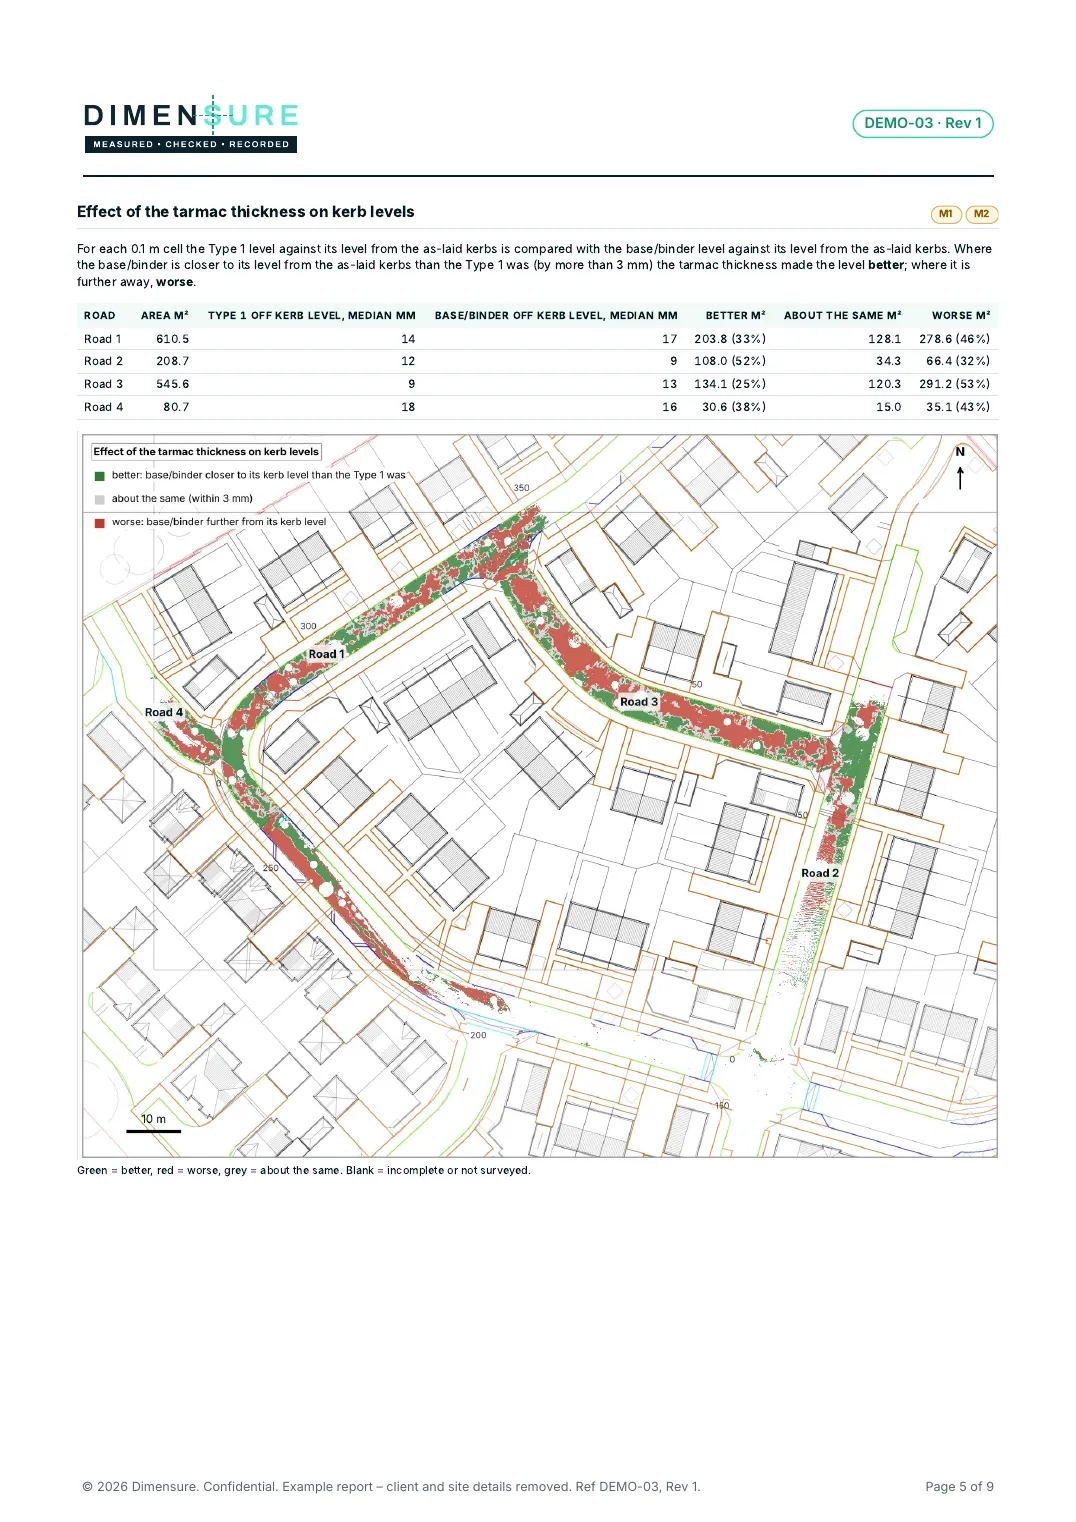 DIMENSURE
MEASURED • CHECKED • RECORDED
DEMO-03 · Rev 1
Effect of the tarmac thickness on kerb levels
M1 M2
For each 0.1 m cell the Type 1 level against its level from the as-laid kerbs is compared with the base/binder level against its level from the as-laid kerbs. Where
the base/binder is closer to its level from the as-laid kerbs than the Type 1 was (by more than 3 mm) the tarmac thickness made the level better; where it is
further away, worse.
ROAD AREA M² TYPE 1 OFF KERB LEVEL, MEDIAN MM BASE/BINDER OFF KERB LEVEL, MEDIAN MM BETTER M² ABOUT THE SAME M² WORSE M²
Road 1 610.5 14 17 203.8 (33%) 128.1 278.6 (46%)
Road 2 208.7 12 9 108.0 (52%) 34.3 66.4 (32%)
Road 3 545.6 9 13 134.1 (25%) 120.3 291.2 (53%)
Road 4 80.7 18 16 30.6 (38%) 15.0 35.1 (43%)
Effect of the tarmac thickness on kerb levels
better: base/binder closer to its kerb level than the Type 1 was
about the same (within 3 mm)
worse: base/binder further from its kerb level
N
350
300
Road 1
50
Road 3
Road 4
0
50
250
Road 2
200
0
150
10 m
Green = better, red = worse, grey = about the same. Blank = incomplete or not surveyed.
© 2026 Dimensure. Confidential. Example report – client and site details removed. Ref DEMO-03, Rev 1.
Page 5 of 9